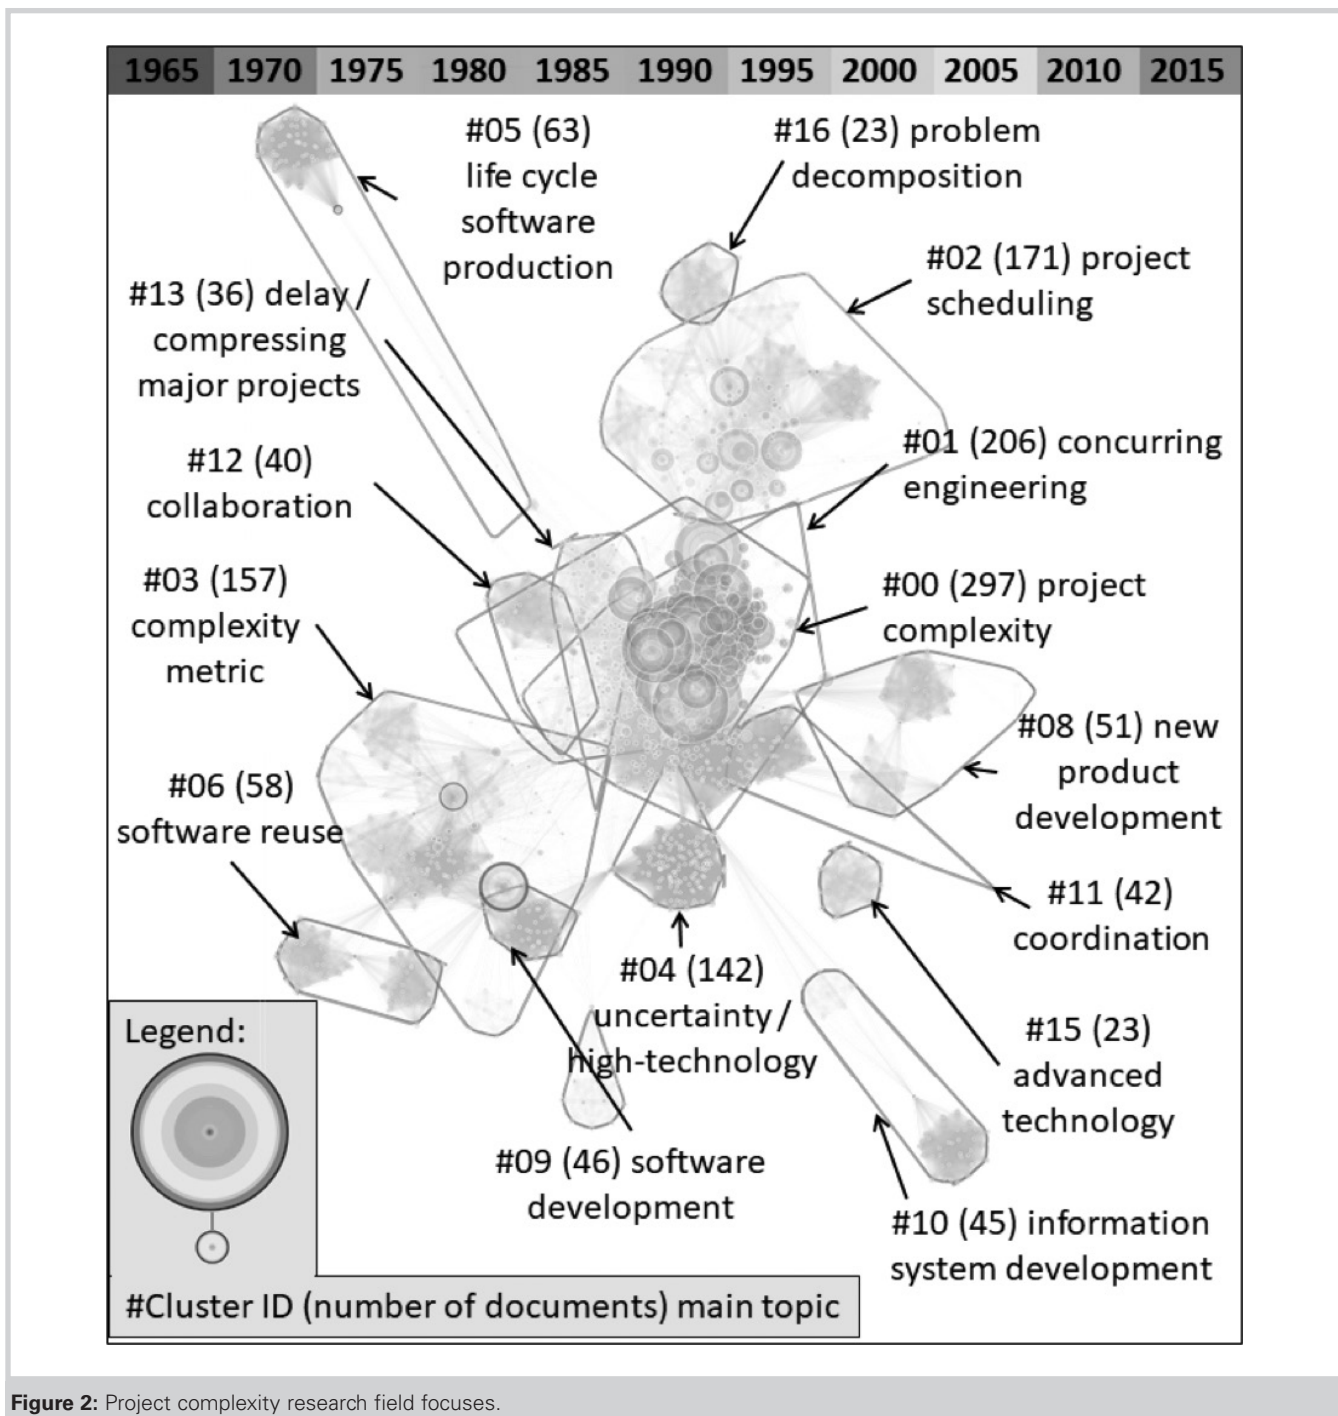 1965 1970 1975 1980 1985 1990 1995 2000 2005 2010 2015
#05 (63)
life cycle
software
production
#16 (23) problem
decomposition
#02 (171) project
scheduling
#13 (36) delay /
compressing
major projects
#01 (206) concurring
engineering
#12 (40)
collaboration
#03 (157)
complexity
metric
#00 (297) project
complexity
#08 (51) new
product
development
#06 (58)
software reuse
#11 (42)
coordination
#04 (142)
uncertainty /
high-technology
#15 (23)
advanced
technology
#09 (46) software
development
#10 (45) information
system development
Legend:
#Cluster ID (number of documents) main topic
Figure 2: Project complexity research field focuses.